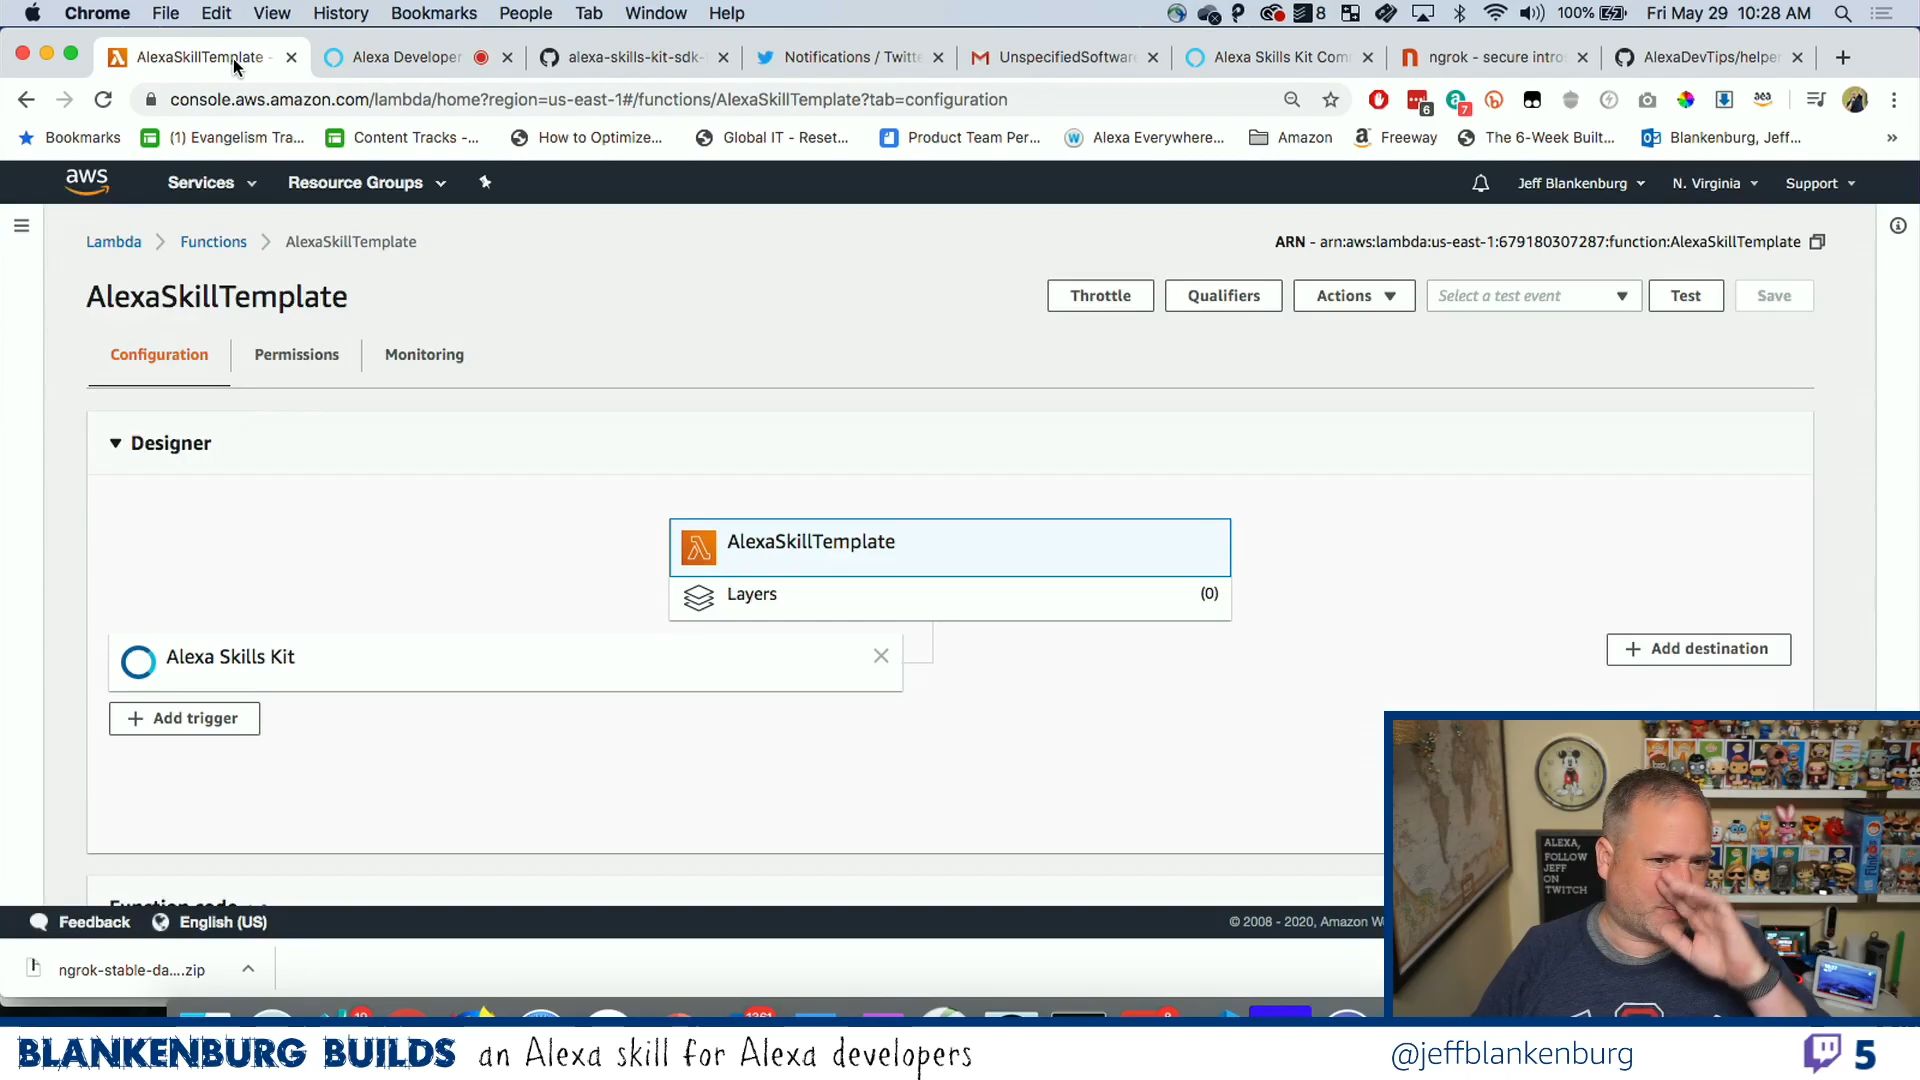 Chrome File Edit View History Bookmarks People Tab Window Help 8 100% Fri May 29 10:28 AM
AlexaSkillTemplate - Alexa Developer alexa-skills-kit-sdk- Notifications / Twitte UnspecifiedSoftware Alexa Skills Kit Com ngrok - secure intro AlexaDevTips/helper
console.aws.amazon.com/lambda/home?region=us-east-1#/functions/AlexaSkillTemplate?tab=configuration 6 7
Bookmarks (1) Evangelism Tra... Content Tracks -... How to Optimize... Global IT - Reset... Product Team Per... Alexa Everywhere... Amazon Freeway The 6-Week Built... Blankenburg, Jeff... »
aws Services Resource Groups Jeff Blankenburg N. Virginia Support
Lambda Functions AlexaSkillTemplate ARN - arn:aws:lambda:us-east-1:679180307287:function:AlexaSkillTemplate
AlexaSkillTemplate Throttle Qualifiers Actions Select a test event Test Save
Configuration Permissions Monitoring
Designer
AlexaSkillTemplate
Layers (0)
Alexa Skills Kit
Add destination
Add trigger
Function code
Feedback English (US) © 2008 - 2020, Amazon W
ngrok-stable-da....zip
ALEXA,
FOLLOW
JEFF
ON
TWITCH
BLANKENBURG BUILDS an Alexa skill for Alexa developers @jeffblankenburg 5